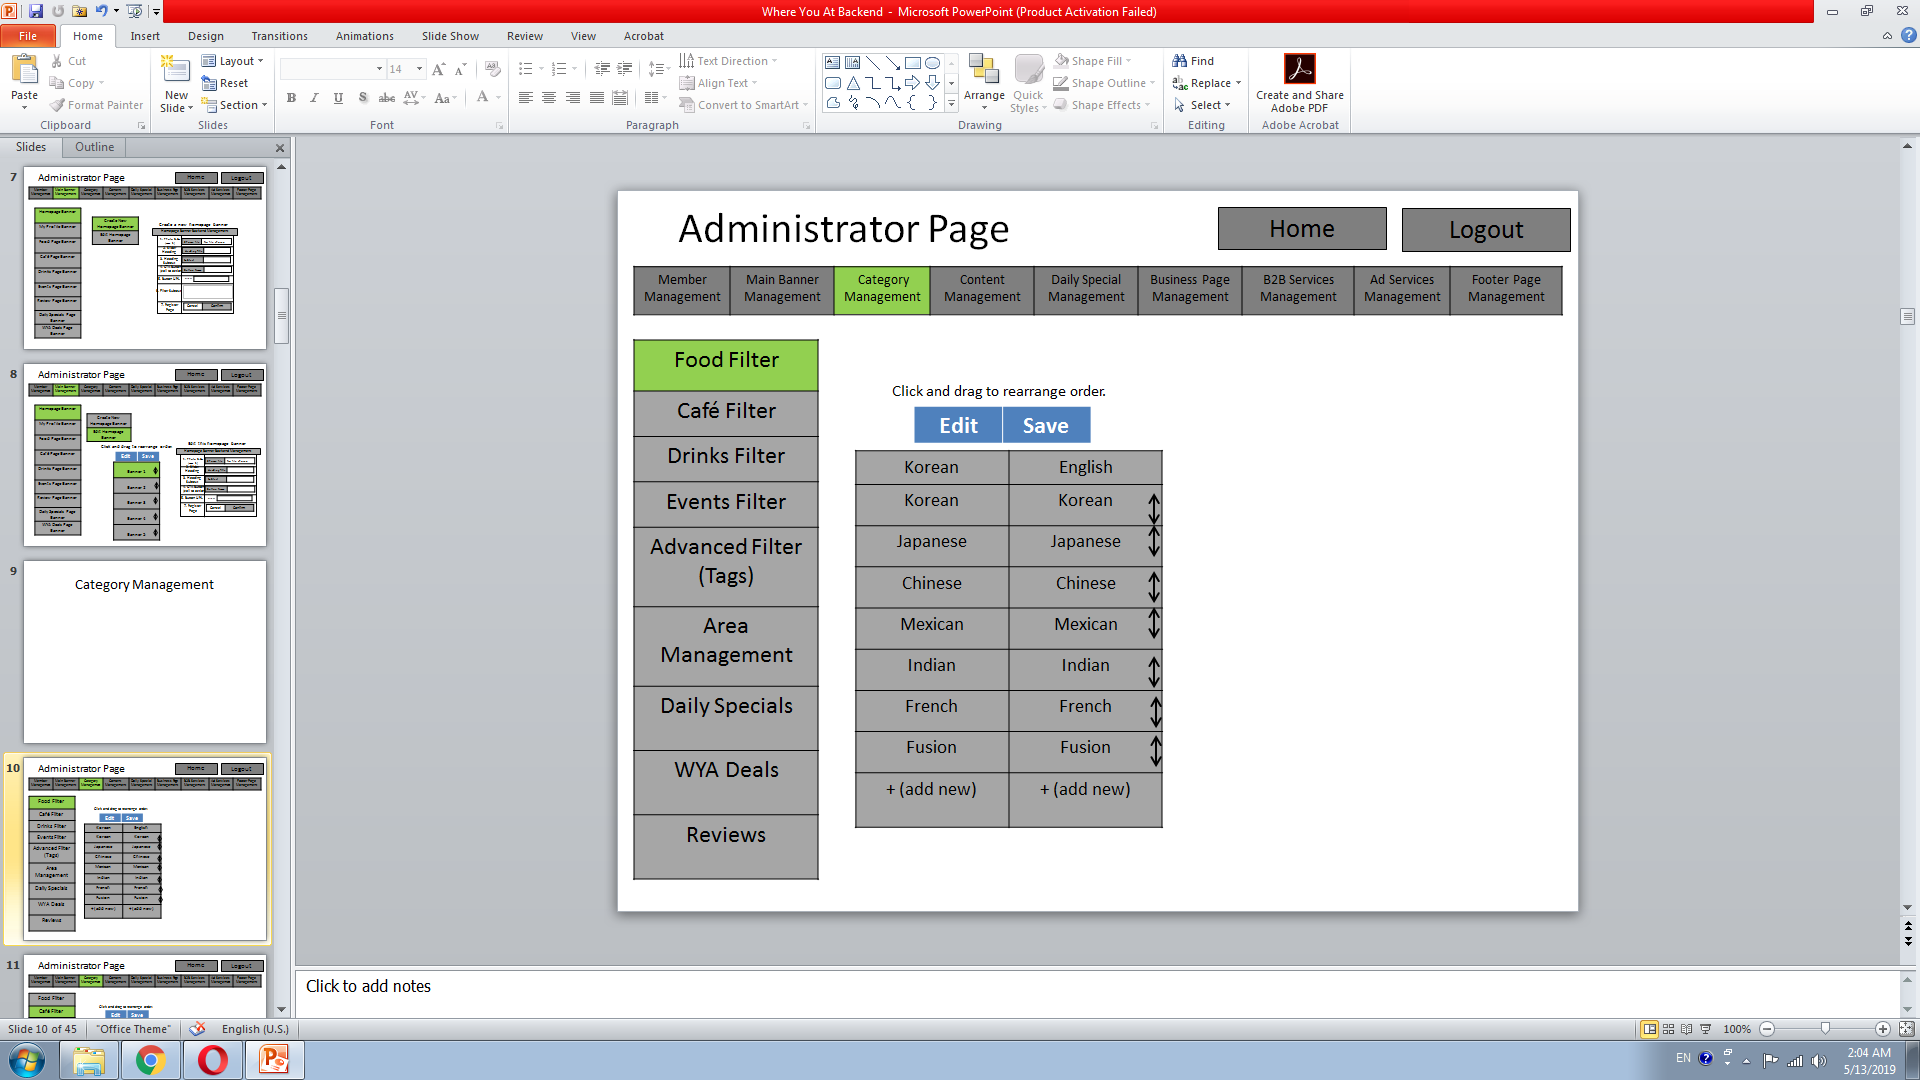 Where You At Backend - Microsoft PowerPoint (Product Activation Failed)
File Home Insert Design Transitions Animations Slide Show Review View Acrobat
Paste
Cut
Copy
Format Painter
Clipboard
New
Slide
Layout
Reset
Section
Slides
14
Font
Text Direction
Align Text
Convert to SmartArt
Paragraph
Arrange
Quick
Styles
Shape Fill
Shape Outline
Shape Effects
Drawing
Find
Replace
Select
Editing
Create and Share
Adobe PDF
Adobe Acrobat
Slides Outline
7
Administrator Page
Home Logout
8
Administrator Page
Home Logout
9
Category Management
10
Administrator Page
Home Logout
11
Administrator Page
Home Logout
Administrator Page
Home
Logout
Member
Management
Main Banner
Management
Category
Management
Content
Management
Daily Special
Management
Business Page
Management
B2B Services
Management
Ad Services
Management
Footer Page
Management
Food Filter
Café Filter
Drinks Filter
Events Filter
Advanced Filter
(Tags)
Area
Management
Daily Specials
WYA Deals
Reviews
Click and drag to rearrange order.
Edit Save
Korean English
Korean Korean
Japanese Japanese
Chinese Chinese
Mexican Mexican
Indian Indian
French French
Fusion Fusion
+ (add new) + (add new)
Click to add notes
Slide 10 of 45 "Office Theme" English (U.S.) 100%
EN
2:04 AM
5/13/2019